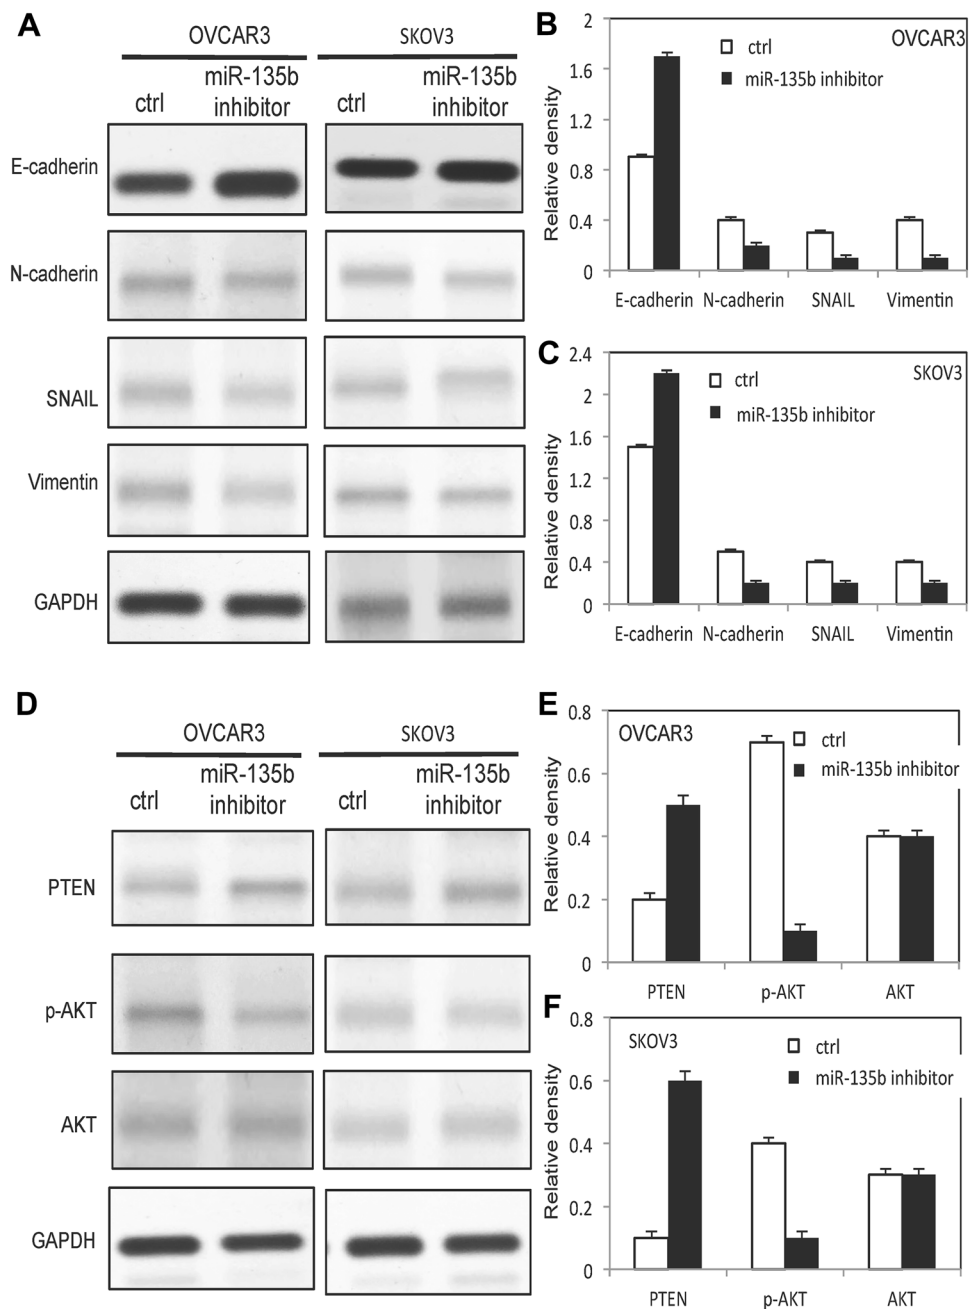 A
OVCAR3
SKOV3
ctrl
miR-135b
inhibitor
ctrl
miR-135b
inhibitor
E-cadherin
N-cadherin
SNAIL
Vimentin
GAPDH
B
OVCAR3
ctrl
miR-135b inhibitor
Relative density
2
1.6
1.2
0.8
0.4
0
E-cadherin N-cadherin SNAIL Vimentin
C
SKOV3
ctrl
miR-135b inhibitor
Relative density
2.4
2
1.6
1.2
0.8
0.4
0
E-cadherin N-cadherin SNAIL Vimentin
D
OVCAR3
SKOV3
ctrl
miR-135b
inhibitor
ctrl
miR-135b
inhibitor
PTEN
p-AKT
AKT
GAPDH
E
OVCAR3
ctrl
miR-135b inhibitor
Relative density
0.8
0.6
0.4
0.2
0
PTEN p-AKT AKT
F
SKOV3
ctrl
miR-135b inhibitor
Relative density
0.8
0.6
0.4
0.2
0
PTEN p-AKT AKT